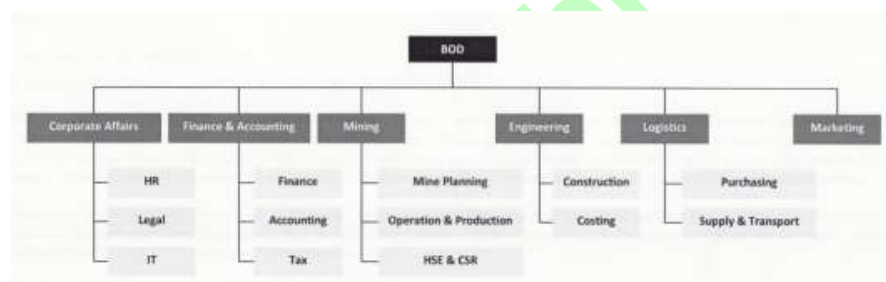 BOD
Corporate Affairs
Finance & Accounting
Mining
Engineering
Logistics
Marketing
HR
Finance
Mine Planning
Construction
Purchasing
Legal
Accounting
Operation & Production
Costing
Supply & Transport
IT
Tax
HSE & CSR